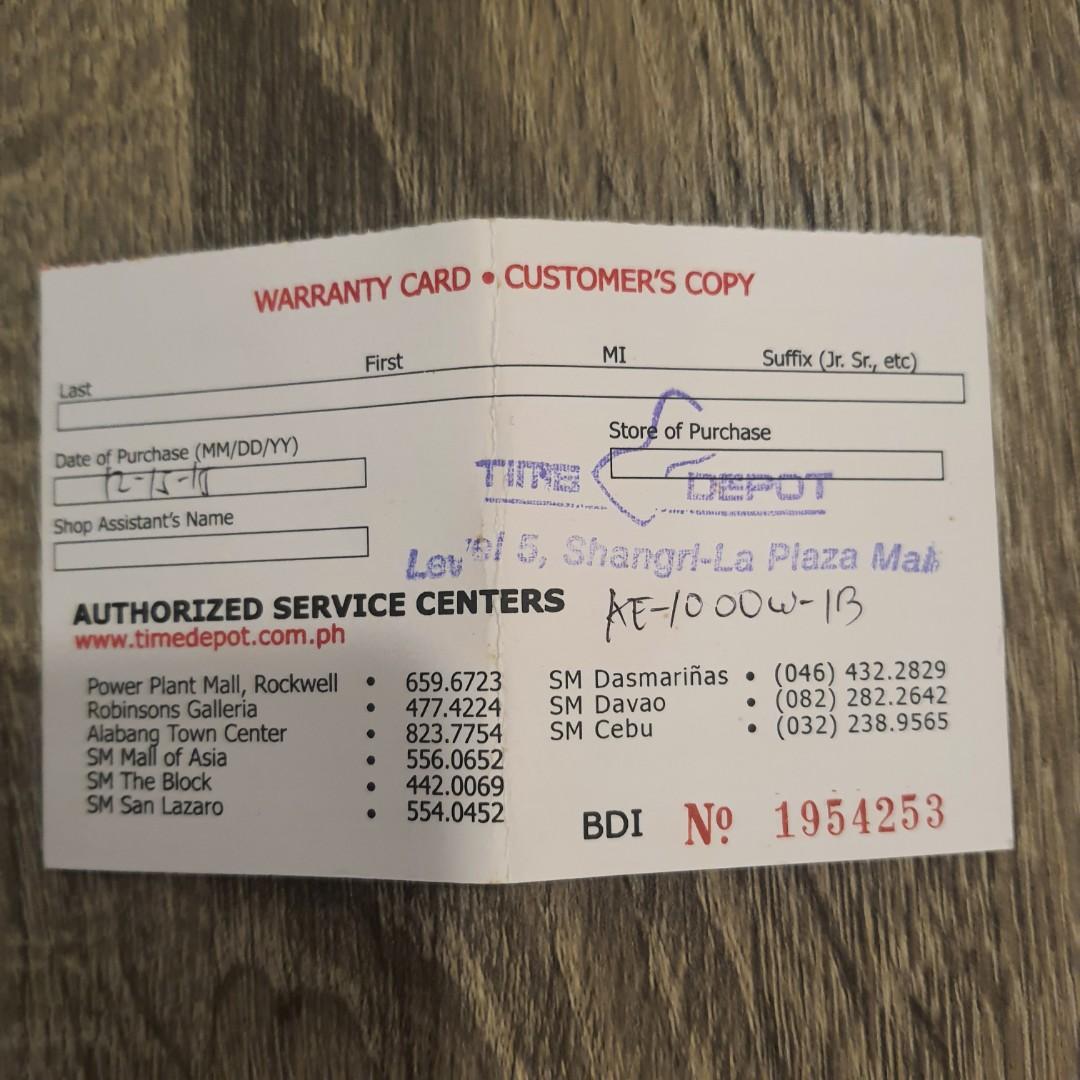 WARRANTY CARD • CUSTOMER'S COPY
Last First MI Suffix (Jr. Sr., etc)
Date of Purchase (MM/DD/YY)
Store of Purchase
TIME DEPOT
Shop Assistant's Name
Level 5, Shangri-La Plaza Mall
AUTHORIZED SERVICE CENTERS
AE-1000W-1B
www.timedepot.com.ph
Power Plant Mall, Rockwell • 659.6723
Robinsons Galleria • 477.4224
Alabang Town Center • 823.7754
SM Mall of Asia • 556.0652
SM The Block • 442.0069
SM San Lazaro • 554.0452
SM Dasmariñas • (046) 432.2829
SM Davao • (082) 282.2642
SM Cebu • (032) 238.9565
BDI Nº 1954253